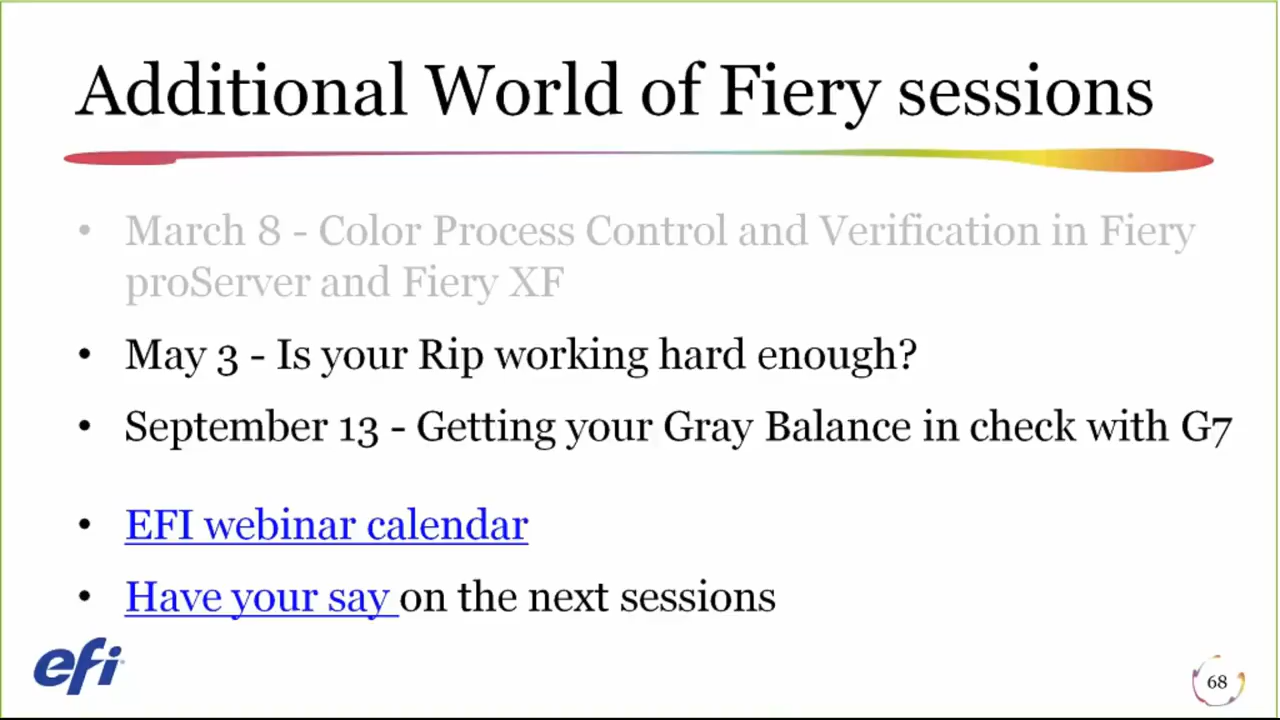 Additional World of Fiery sessions
• March 8 - Color Process Control and Verification in Fiery
proServer and Fiery XF
• May 3 - Is your Rip working hard enough?
• September 13 - Getting your Gray Balance in check with G7
• EFI webinar calendar
• Have your say on the next sessions
efi
68